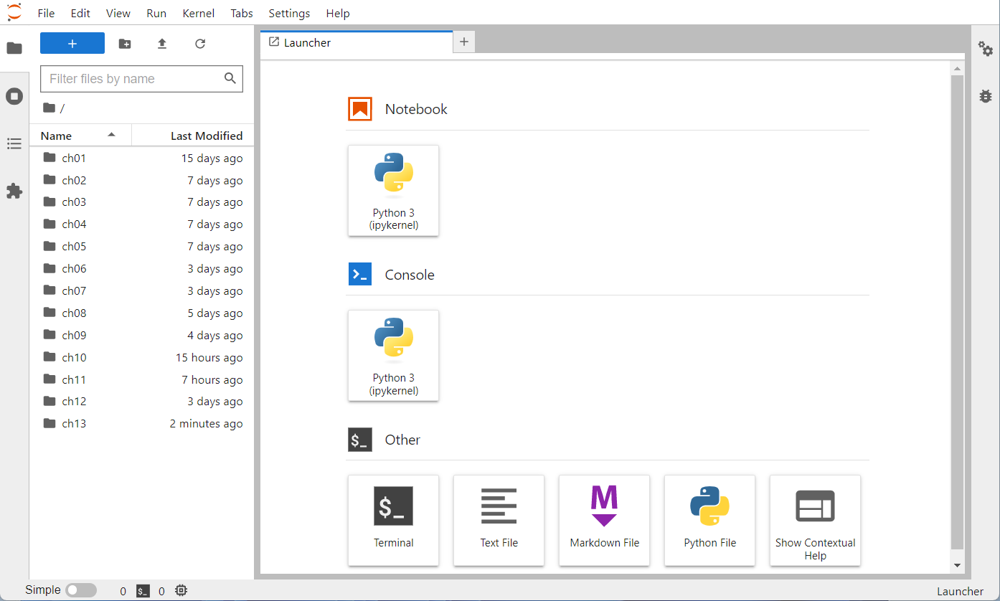 File Edit View Run Kernel Tabs Settings Help
Launcher
Filter files by name
/
Name Last Modified
ch01 15 days ago
ch02 7 days ago
ch03 7 days ago
ch04 7 days ago
ch05 7 days ago
ch06 3 days ago
ch07 3 days ago
ch08 5 days ago
ch09 4 days ago
ch10 15 hours ago
ch11 7 hours ago
ch12 3 days ago
ch13 2 minutes ago
Notebook
Python 3
(ipykernel)
Console
Python 3
(ipykernel)
$_ Other
$_
M
Terminal Text File Markdown File Python File Show Contextual
Help
Simple 0 $_ 0 Launcher